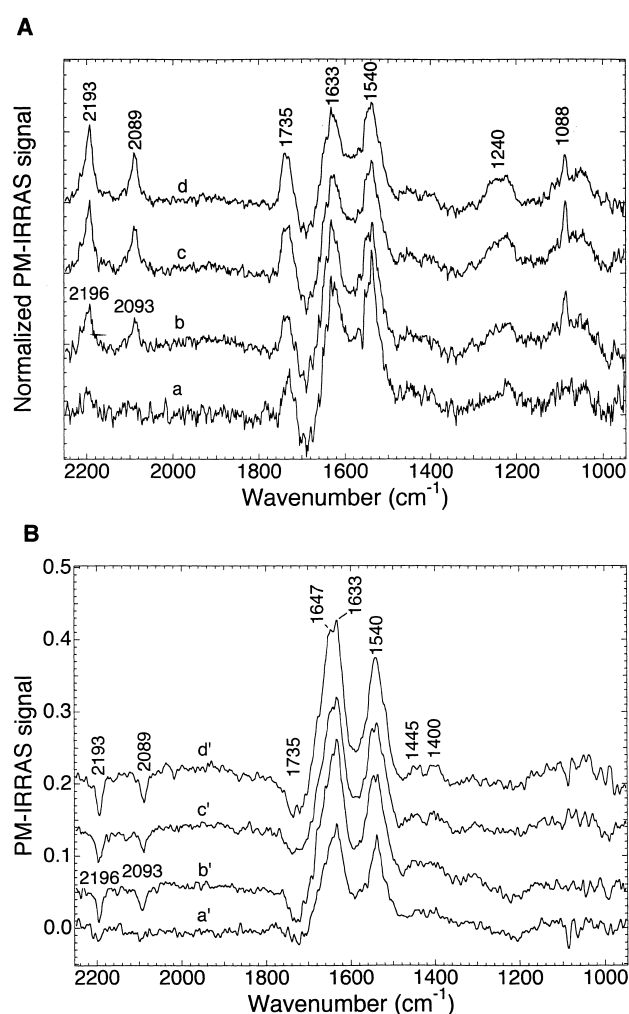 A
Normalized PM-IRRAS signal
2193
2089
1735
1633
1540
1240
1088
d
c
2196
2093
b
a
2200 2000 1800 1600 1400 1200 1000
Wavenumber (cm-1)
B
PM-IRRAS signal
0.5
0.4
0.3
0.2
0.1
0.0
1647
1633
1540
2193
2089
d'
1735
1445
1400
c'
2196
2093
b'
a'
2200 2000 1800 1600 1400 1200 1000
Wavenumber (cm-1)